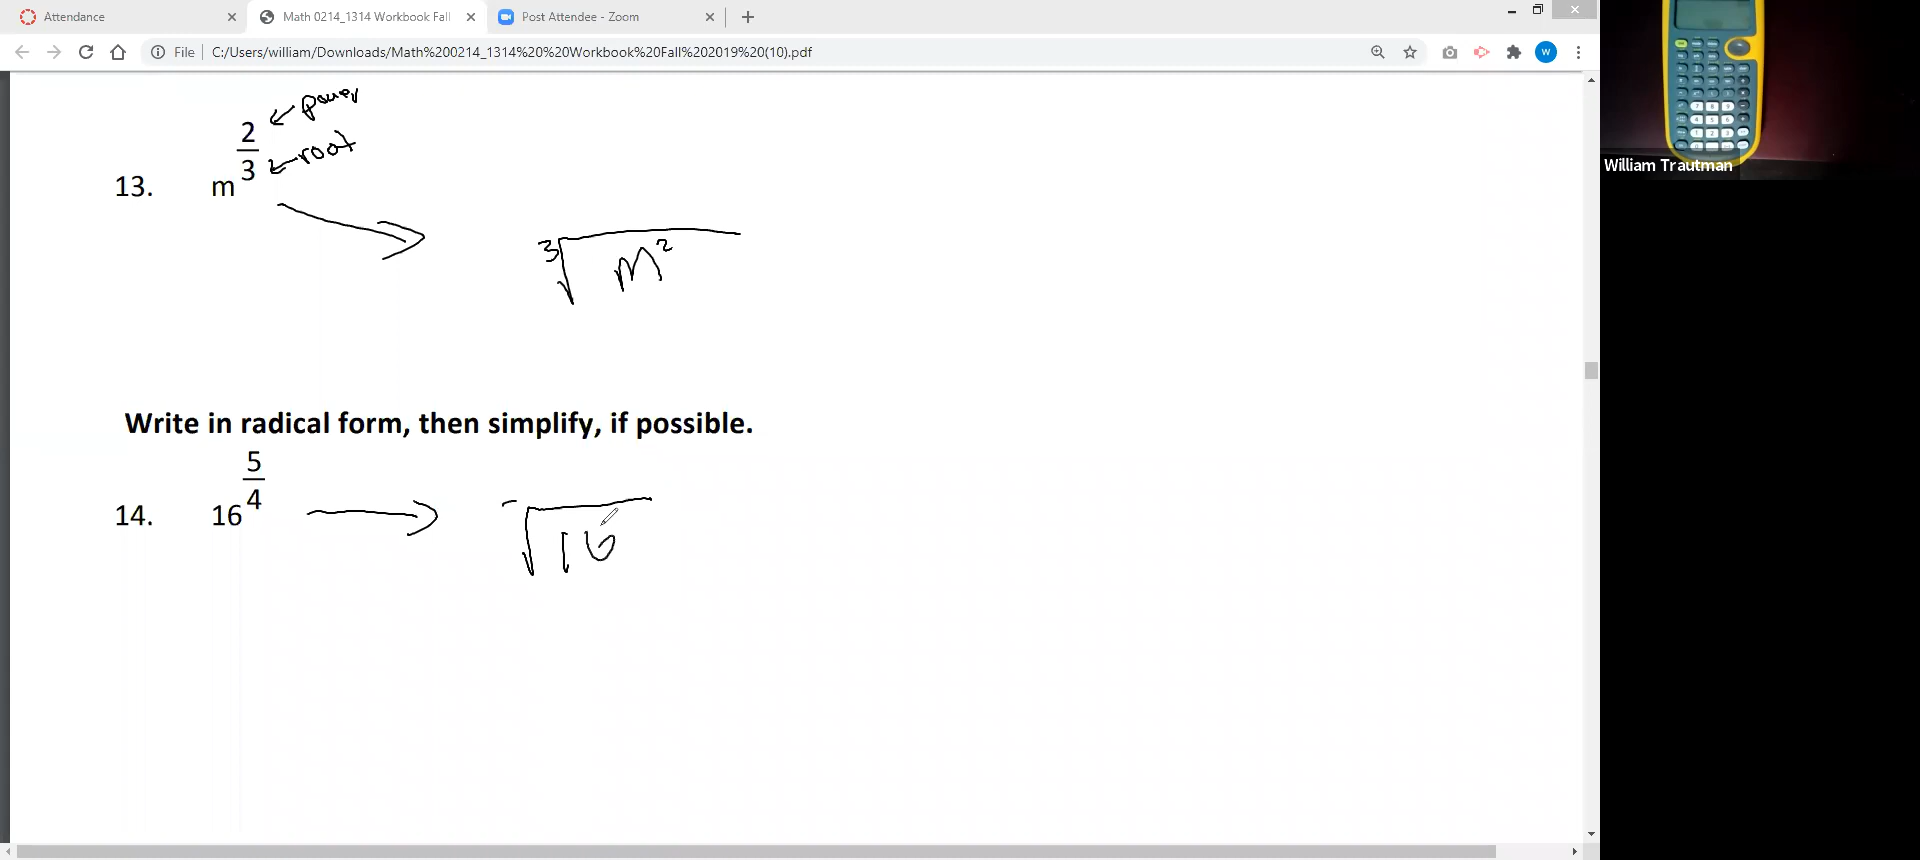 Attendance
Math 0214_1314 Workbook Fall
Post Attendee - Zoom
File C:/Users/william/Downloads/Math%200214_1314%20%20Workbook%20Fall%202019%20(10).pdf
W
power
root
13. m^(2/3)
∛m²
Write in radical form, then simplify, if possible.
14. 16^(5/4)
√16
William Trautman